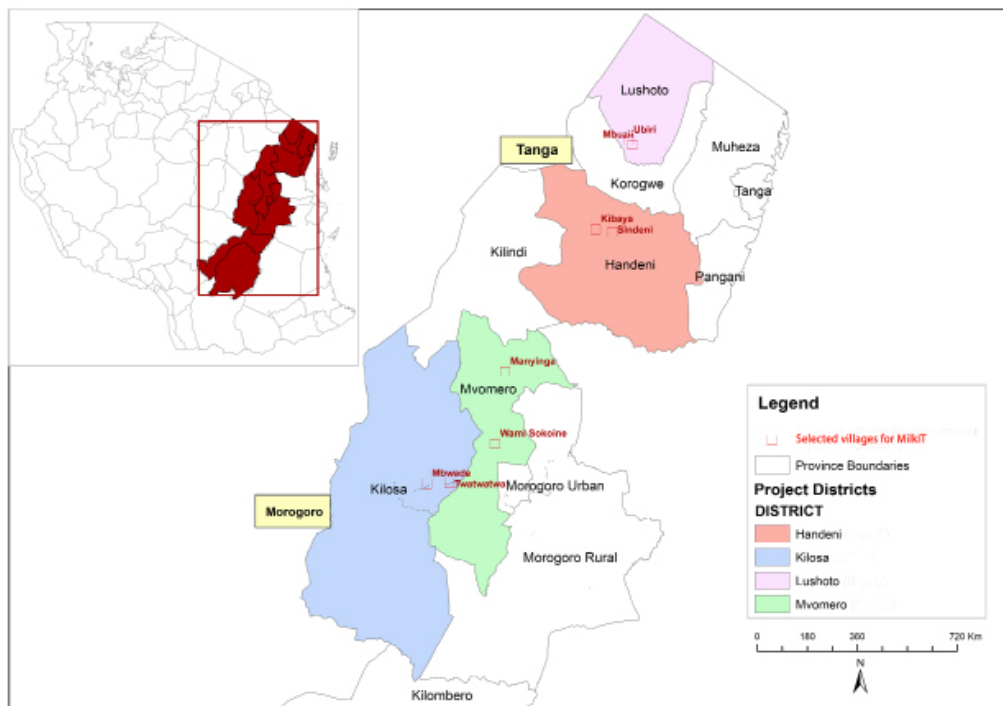 Lushoto
Ubiri
Tanga
Muheza
Korogwe
Tanga
Kibaya
Sindeni
Kilindi
Handeni
Pangani
Manyinga
Mvomero
Wami Sokoine
Mbwade
Kilosa
Twatwatwa
Morogoro Urban
Morogoro
Morogoro Rural
Kilombero
Legend
Selected villages for MilkIT
Province Boundaries
Project Districts
DISTRICT
Handeni
Kilosa
Lushoto
Mvomero
0 180 360 720 Km
N